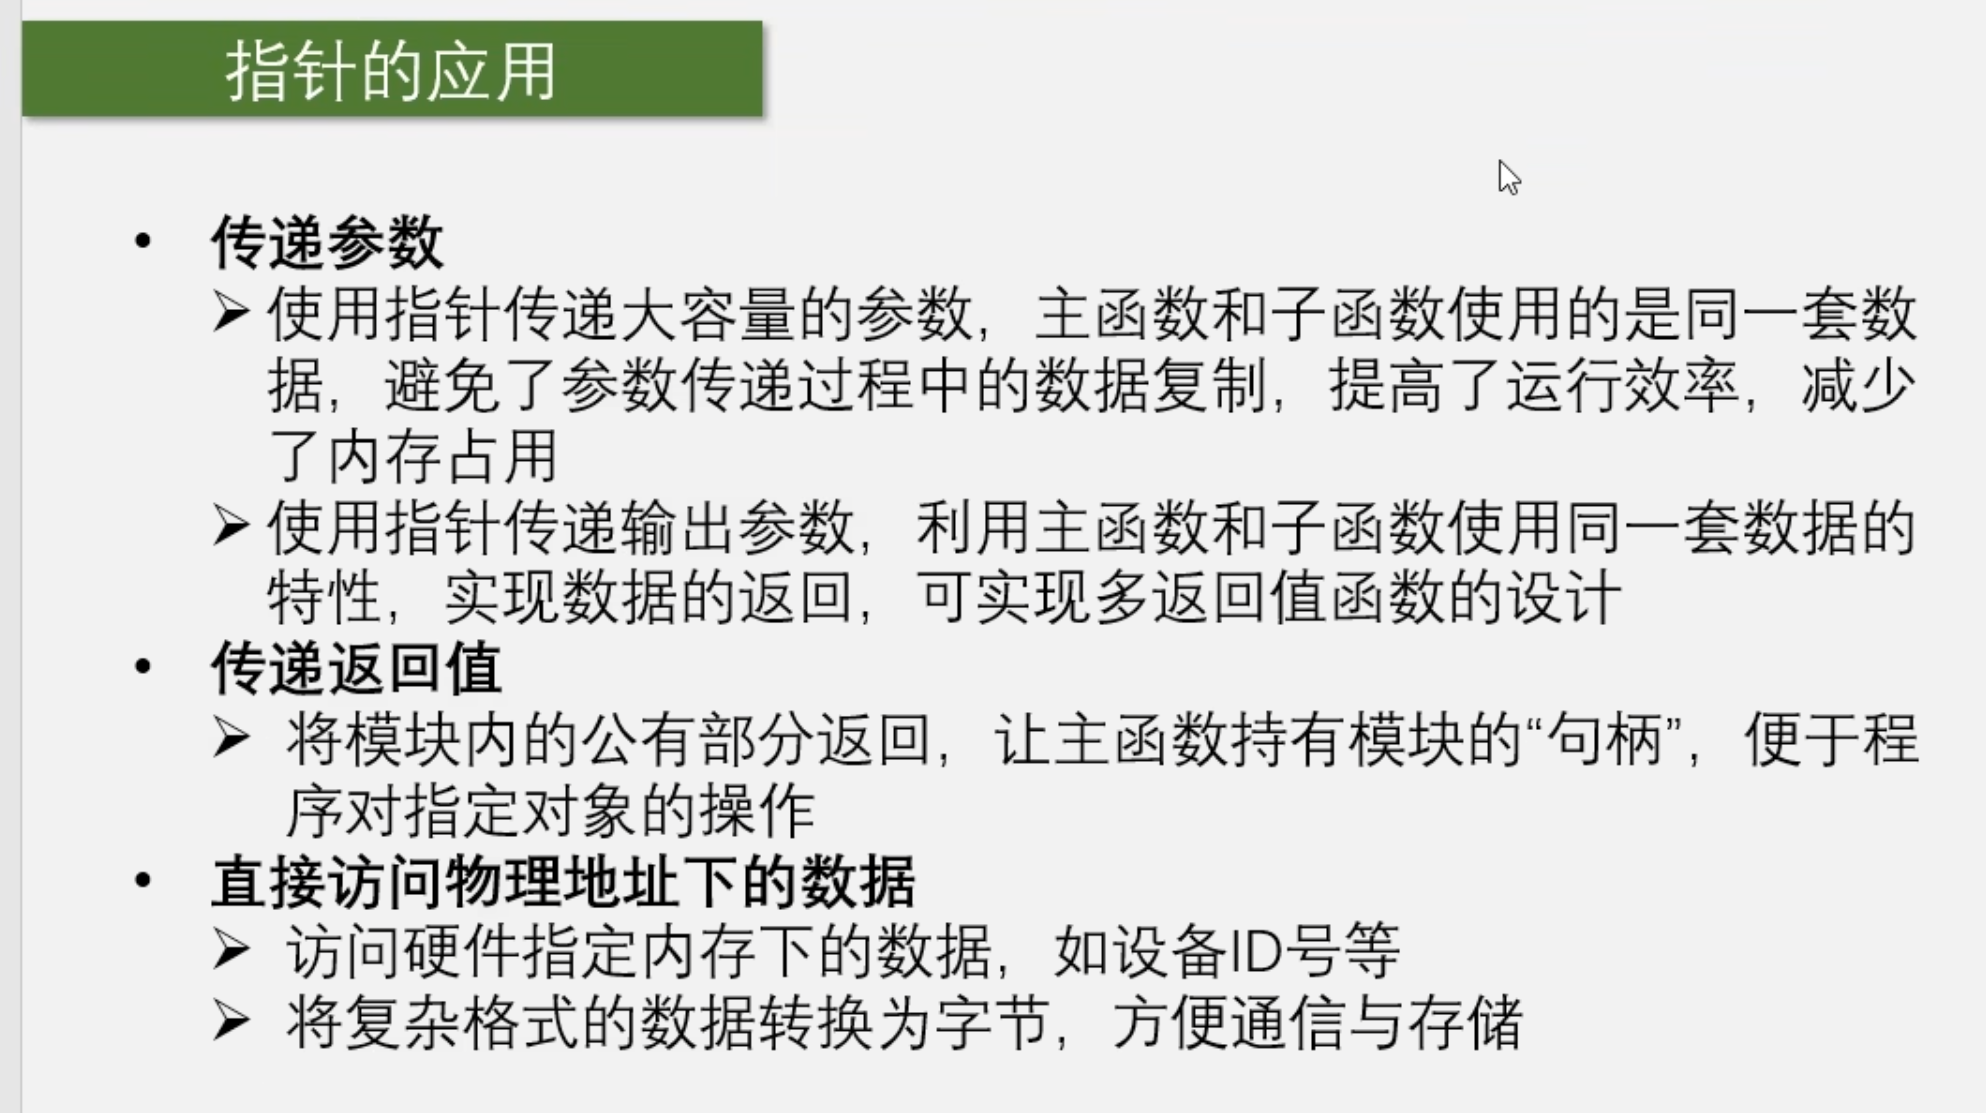 指针的应用
• 传递参数
➢ 使用指针传递大容量的参数，主函数和子函数使用的是同一套数
据，避免了参数传递过程中的数据复制，提高了运行效率，减少
了内存占用
➢ 使用指针传递输出参数，利用主函数和子函数使用同一套数据的
特性，实现数据的返回，可实现多返回值函数的设计
• 传递返回值
➢ 将模块内的公有部分返回，让主函数持有模块的“句柄”，便于程
序对指定对象的操作
• 直接访问物理地址下的数据
➢ 访问硬件指定内存下的数据，如设备ID号等
➢ 将复杂格式的数据转换为字节，方便通信与存储